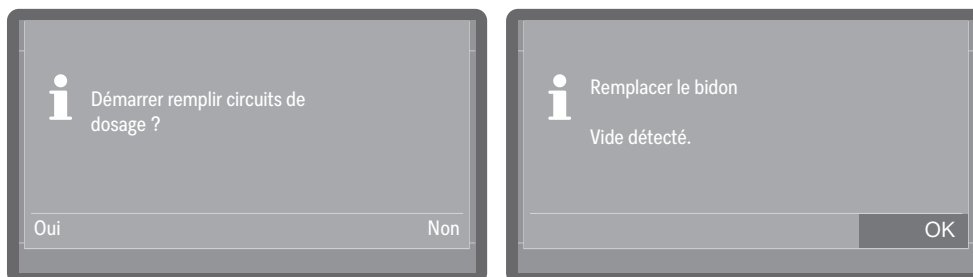 Démarrer remplir circuits de
dosage ?
Oui
Non
Remplacer le bidon
Vide détecté.
OK